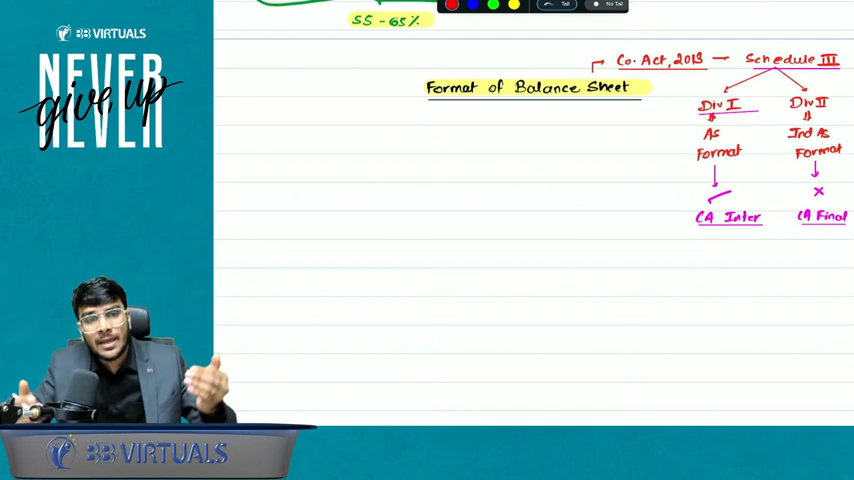 Tail
No Tail
55 - 65%
BB VIRTUALS
NEVER
give up
NEVER
Co. Act, 2013 — Schedule III
Format of Balance Sheet
Div I
Div II
As
Ind As
Format
Format
x
CA Inter
CA Final
BB VIRTUALS